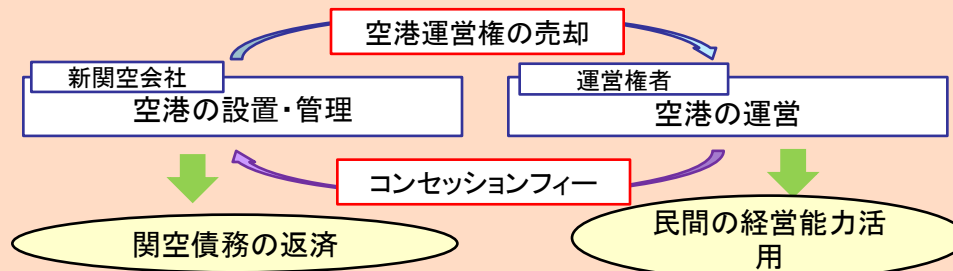 空港運営権の売却
新関空会社
空港の設置・管理
運営権者
空港の運営
コンセッションフィー
関空債務の返済
民間の経営能力活
用